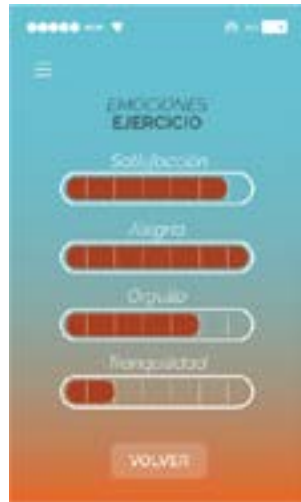 EMOCIONES
EJERCICIO
Satisfacción
Alegría
Orgullo
Tranquilidad
VOLVER